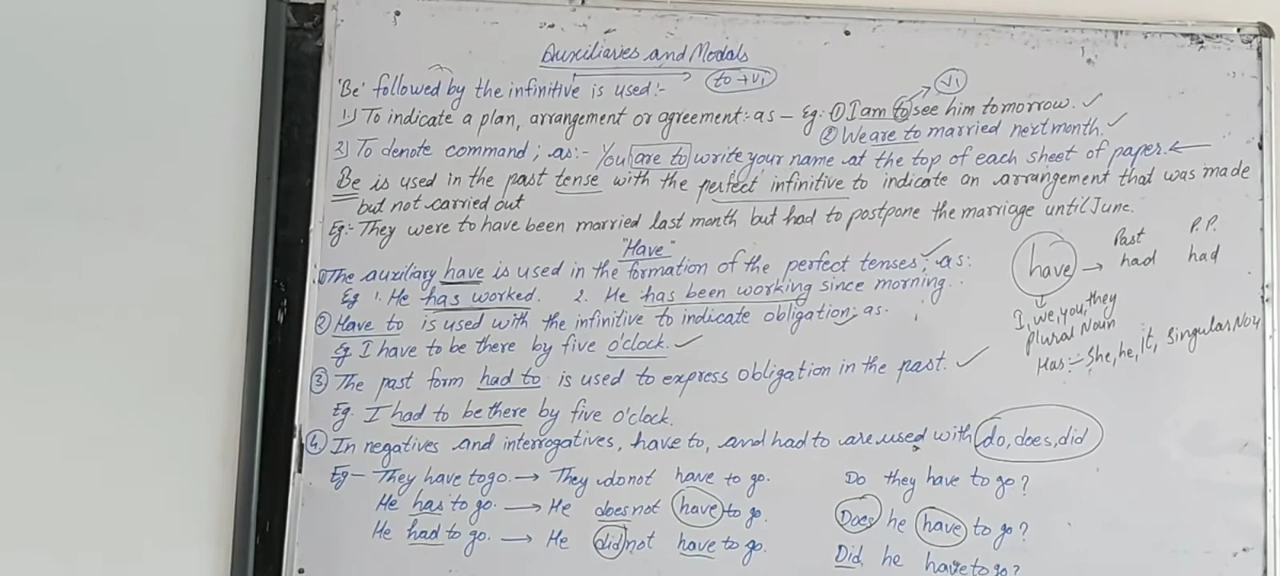 Auxiliaries and Modals
'Be' followed by the infinitive is used :- to + V1
1) To indicate a plan, arrangement or agreement:- as - Eg: ① I am to see him tomorrow. ✓ V1
② We are to married next month. ✓
2) To denote command ; as:- You are to write your name at the top of each sheet of paper. ←
Be is used in the past tense with the perfect infinitive to indicate an arrangement that was made
but not carried out
Eg:- They were to have been married last month but had to postpone the marriage until June.
"Have"
① The auxiliary have is used in the formation of the perfect tenses ; as:
Eg 1. He has worked. 2. He has been working since morning.
② Have to is used with the infinitive to indicate obligation; as.
Eg I have to be there by five o'clock. ✓
③ The past form had to is used to express obligation in the past. ✓
Eg. I had to be there by five o'clock.
④ In negatives and interrogatives, have to, and had to are used with do, does, did
Eg - They have to go. → They do not have to go. Do they have to go?
He has to go. → He does not have to go. Does he have to go?
He had to go. → He did not have to go. Did he have to go?
Past P.P.
have → had had
I, we, you, they
plural Noun
Has :- She, he, it, Singular